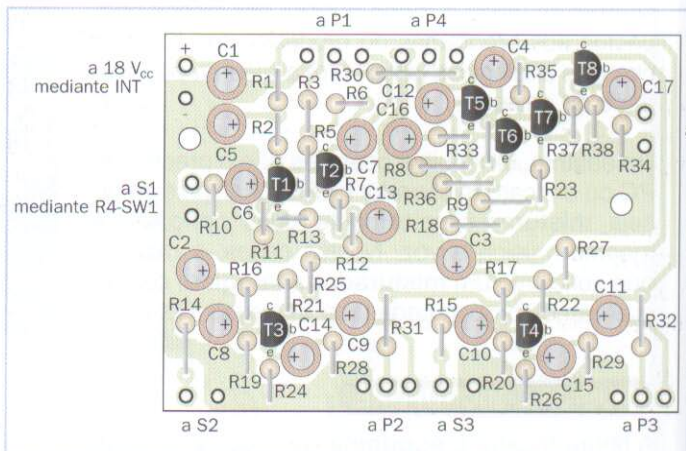 a P1 a P4
a 18 Vcc
mediante INT
+ C1 R1 R3 R30 R6 C12 C4 R35 T8 C17
c b e
-
R2 C5 R5 C16 C7 T5 T6 T7 R33 R37 R38 R34
a S1
mediante R4-SW1
T1 T2 R8 R7 C13 R36 R9 R23
C6 R10 R11 R13 R12 R18 C3
C2 R16 R25 R21 R17 R27 R22 C11
R14 C8 T3 C14 C9 R31 R15 C10 T4 R32
R19 R24 R28 R20 R26 C15 R29
a S2 a P2 a S3 a P3